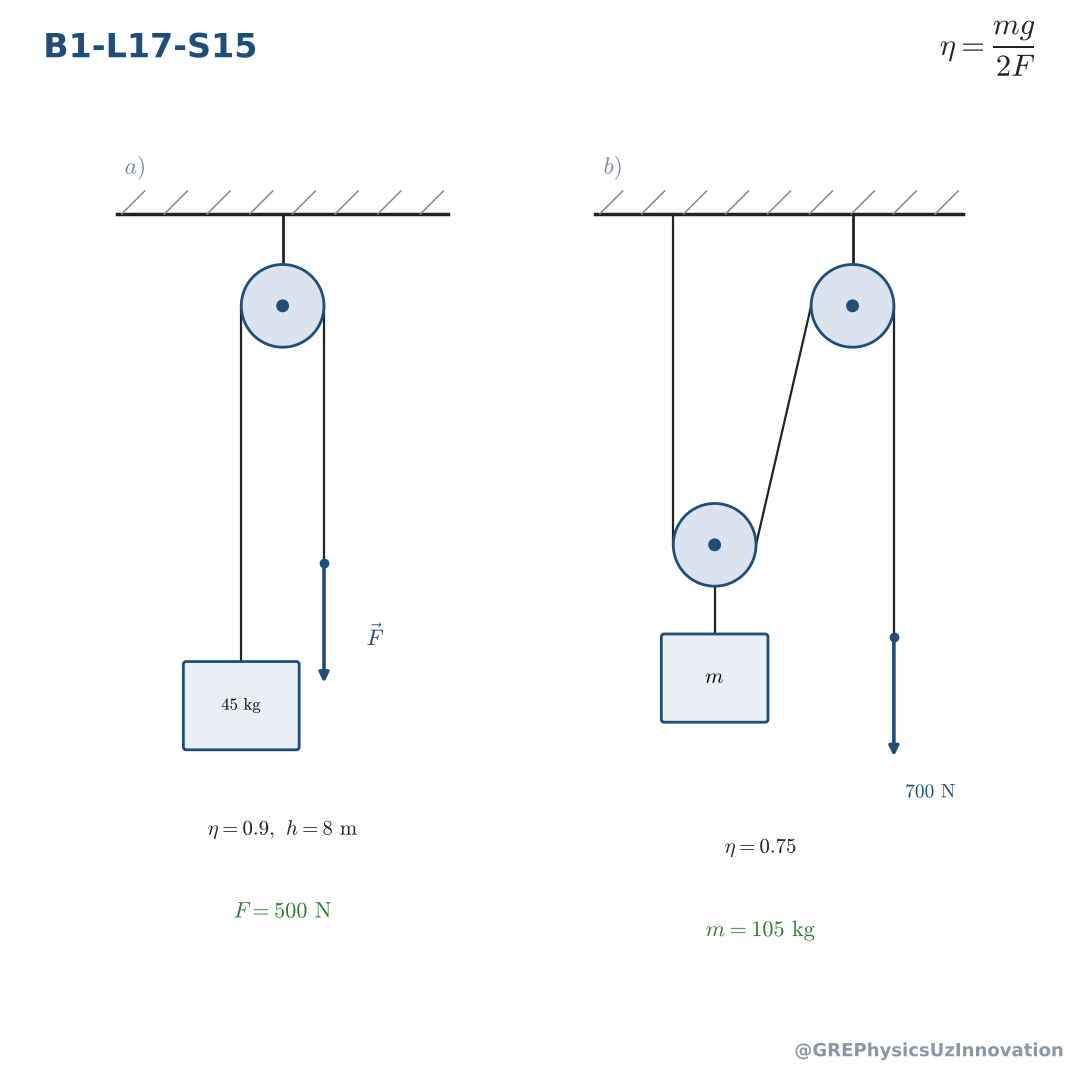 B1-L17-S15
η = mg / 2F
a)
b)
45 kg
F⃗
m
700 N
η = 0.9, h = 8 m
η = 0.75
F = 500 N
m = 105 kg
@GREPhysicsUzInnovation